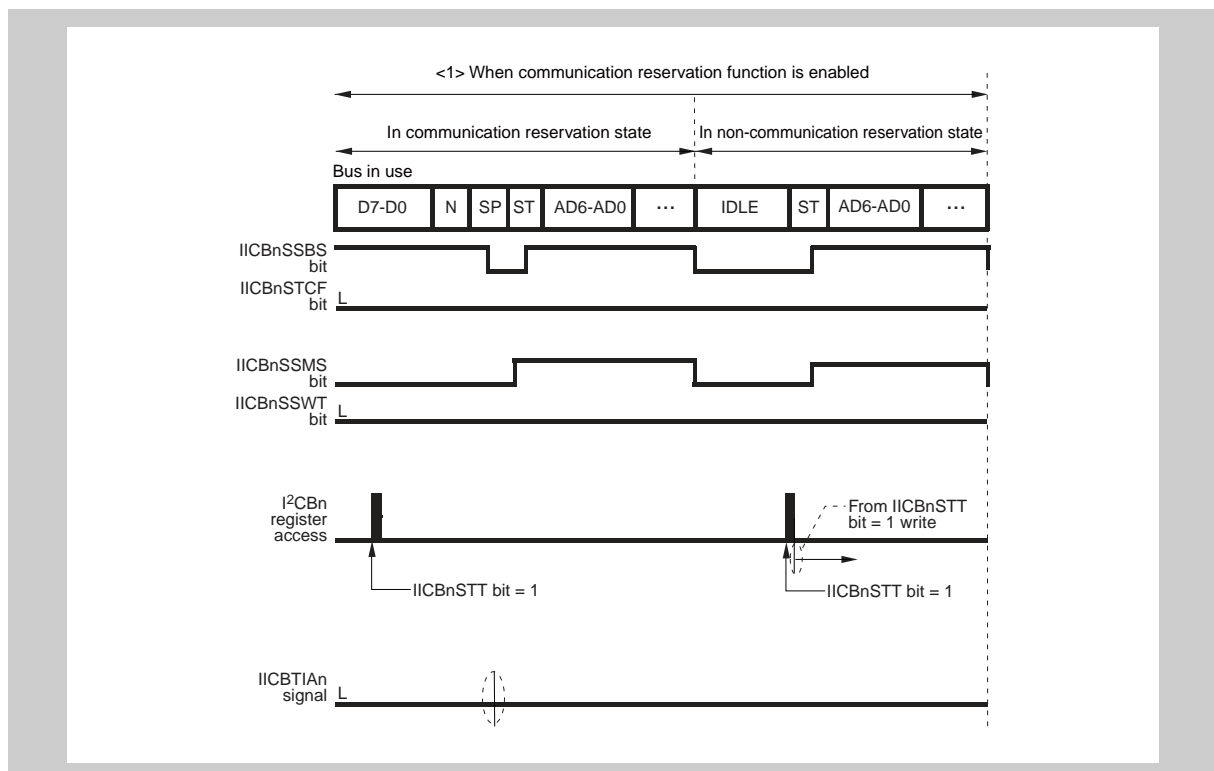 <1> When communication reservation function is enabled
In communication reservation state
In non-communication reservation state
Bus in use
D7-D0 N SP ST AD6-AD0 ... IDLE ST AD6-AD0 ...
IICBnSSBS
bit
IICBnSTCF
bit
L
IICBnSSMS
bit
IICBnSSWT
bit
L
I²CBn
register
access
From IICBnSTT
bit = 1 write
IICBnSTT bit = 1
IICBnSTT bit = 1
IICBTIAn
signal
L